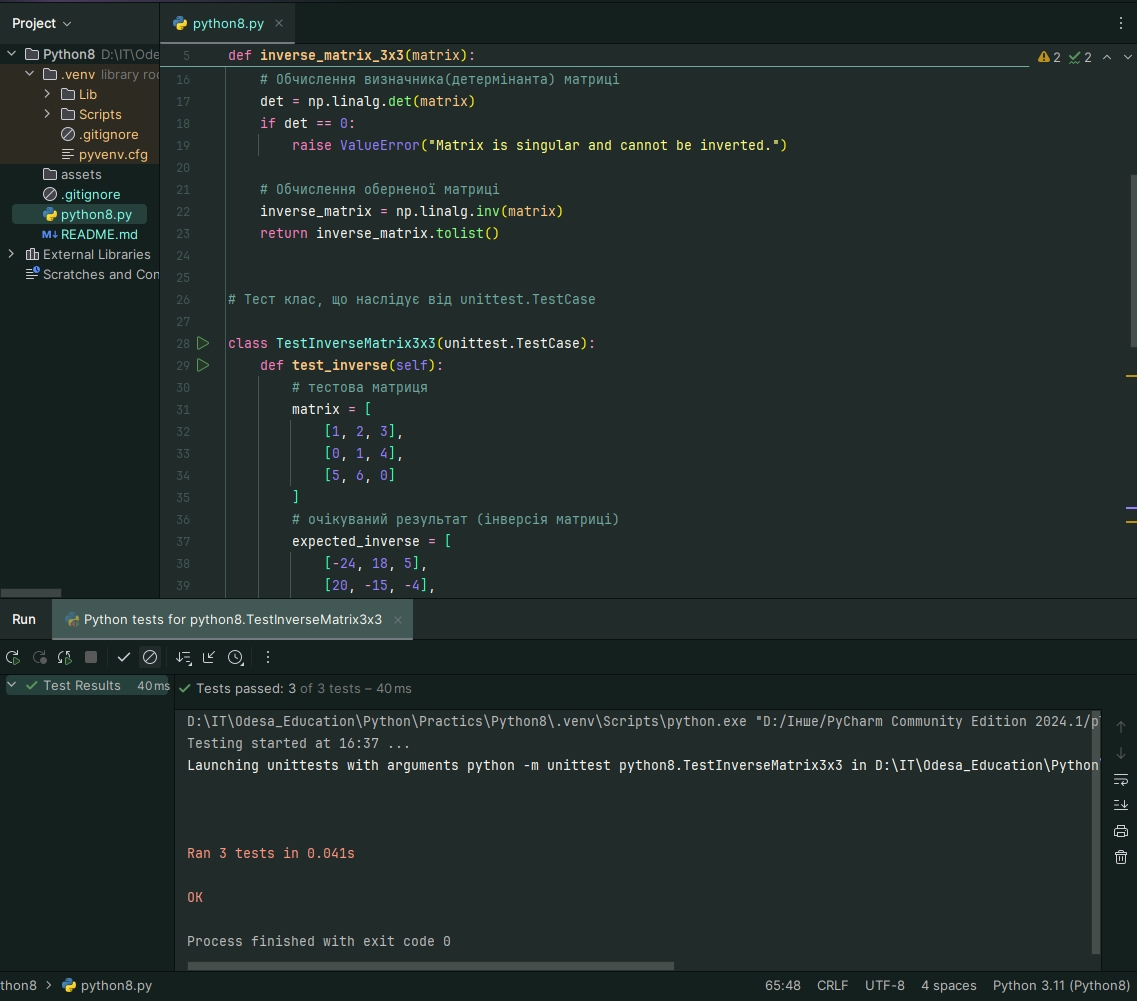 Project
python8.py
Python8 D:\IT\Ode
.venv library roo
Lib
Scripts
.gitignore
pyvenv.cfg
assets
.gitignore
python8.py
M↓ README.md
External Libraries
Scratches and Con
5 def inverse_matrix_3x3(matrix):
2 2
16 # Обчислення визначника(детермінанта) матриці
17 det = np.linalg.det(matrix)
18 if det == 0:
19 raise ValueError("Matrix is singular and cannot be inverted.")
20
21 # Обчислення оберненої матриці
22 inverse_matrix = np.linalg.inv(matrix)
23 return inverse_matrix.tolist()
24
25
26 # Тест клас, що наслідує від unittest.TestCase
27
28 class TestInverseMatrix3x3(unittest.TestCase):
29 def test_inverse(self):
30 # тестова матриця
31 matrix = [
32 [1, 2, 3],
33 [0, 1, 4],
34 [5, 6, 0]
35 ]
36 # очікуваний результат (інверсія матриці)
37 expected_inverse = [
38 [-24, 18, 5],
39 [20, -15, -4],
Run
Python tests for python8.TestInverseMatrix3x3
Test Results 40 ms
Tests passed: 3 of 3 tests – 40 ms
D:\IT\Odesa_Education\Python\Practics\Python8\.venv\Scripts\python.exe "D:/Інше/PyCharm Community Edition 2024.1/p
Testing started at 16:37 ...
Launching unittests with arguments python -m unittest python8.TestInverseMatrix3x3 in D:\IT\Odesa_Education\Python
Ran 3 tests in 0.041s
OK
Process finished with exit code 0
thon8 > python8.py
65:48 CRLF UTF-8 4 spaces Python 3.11 (Python8)